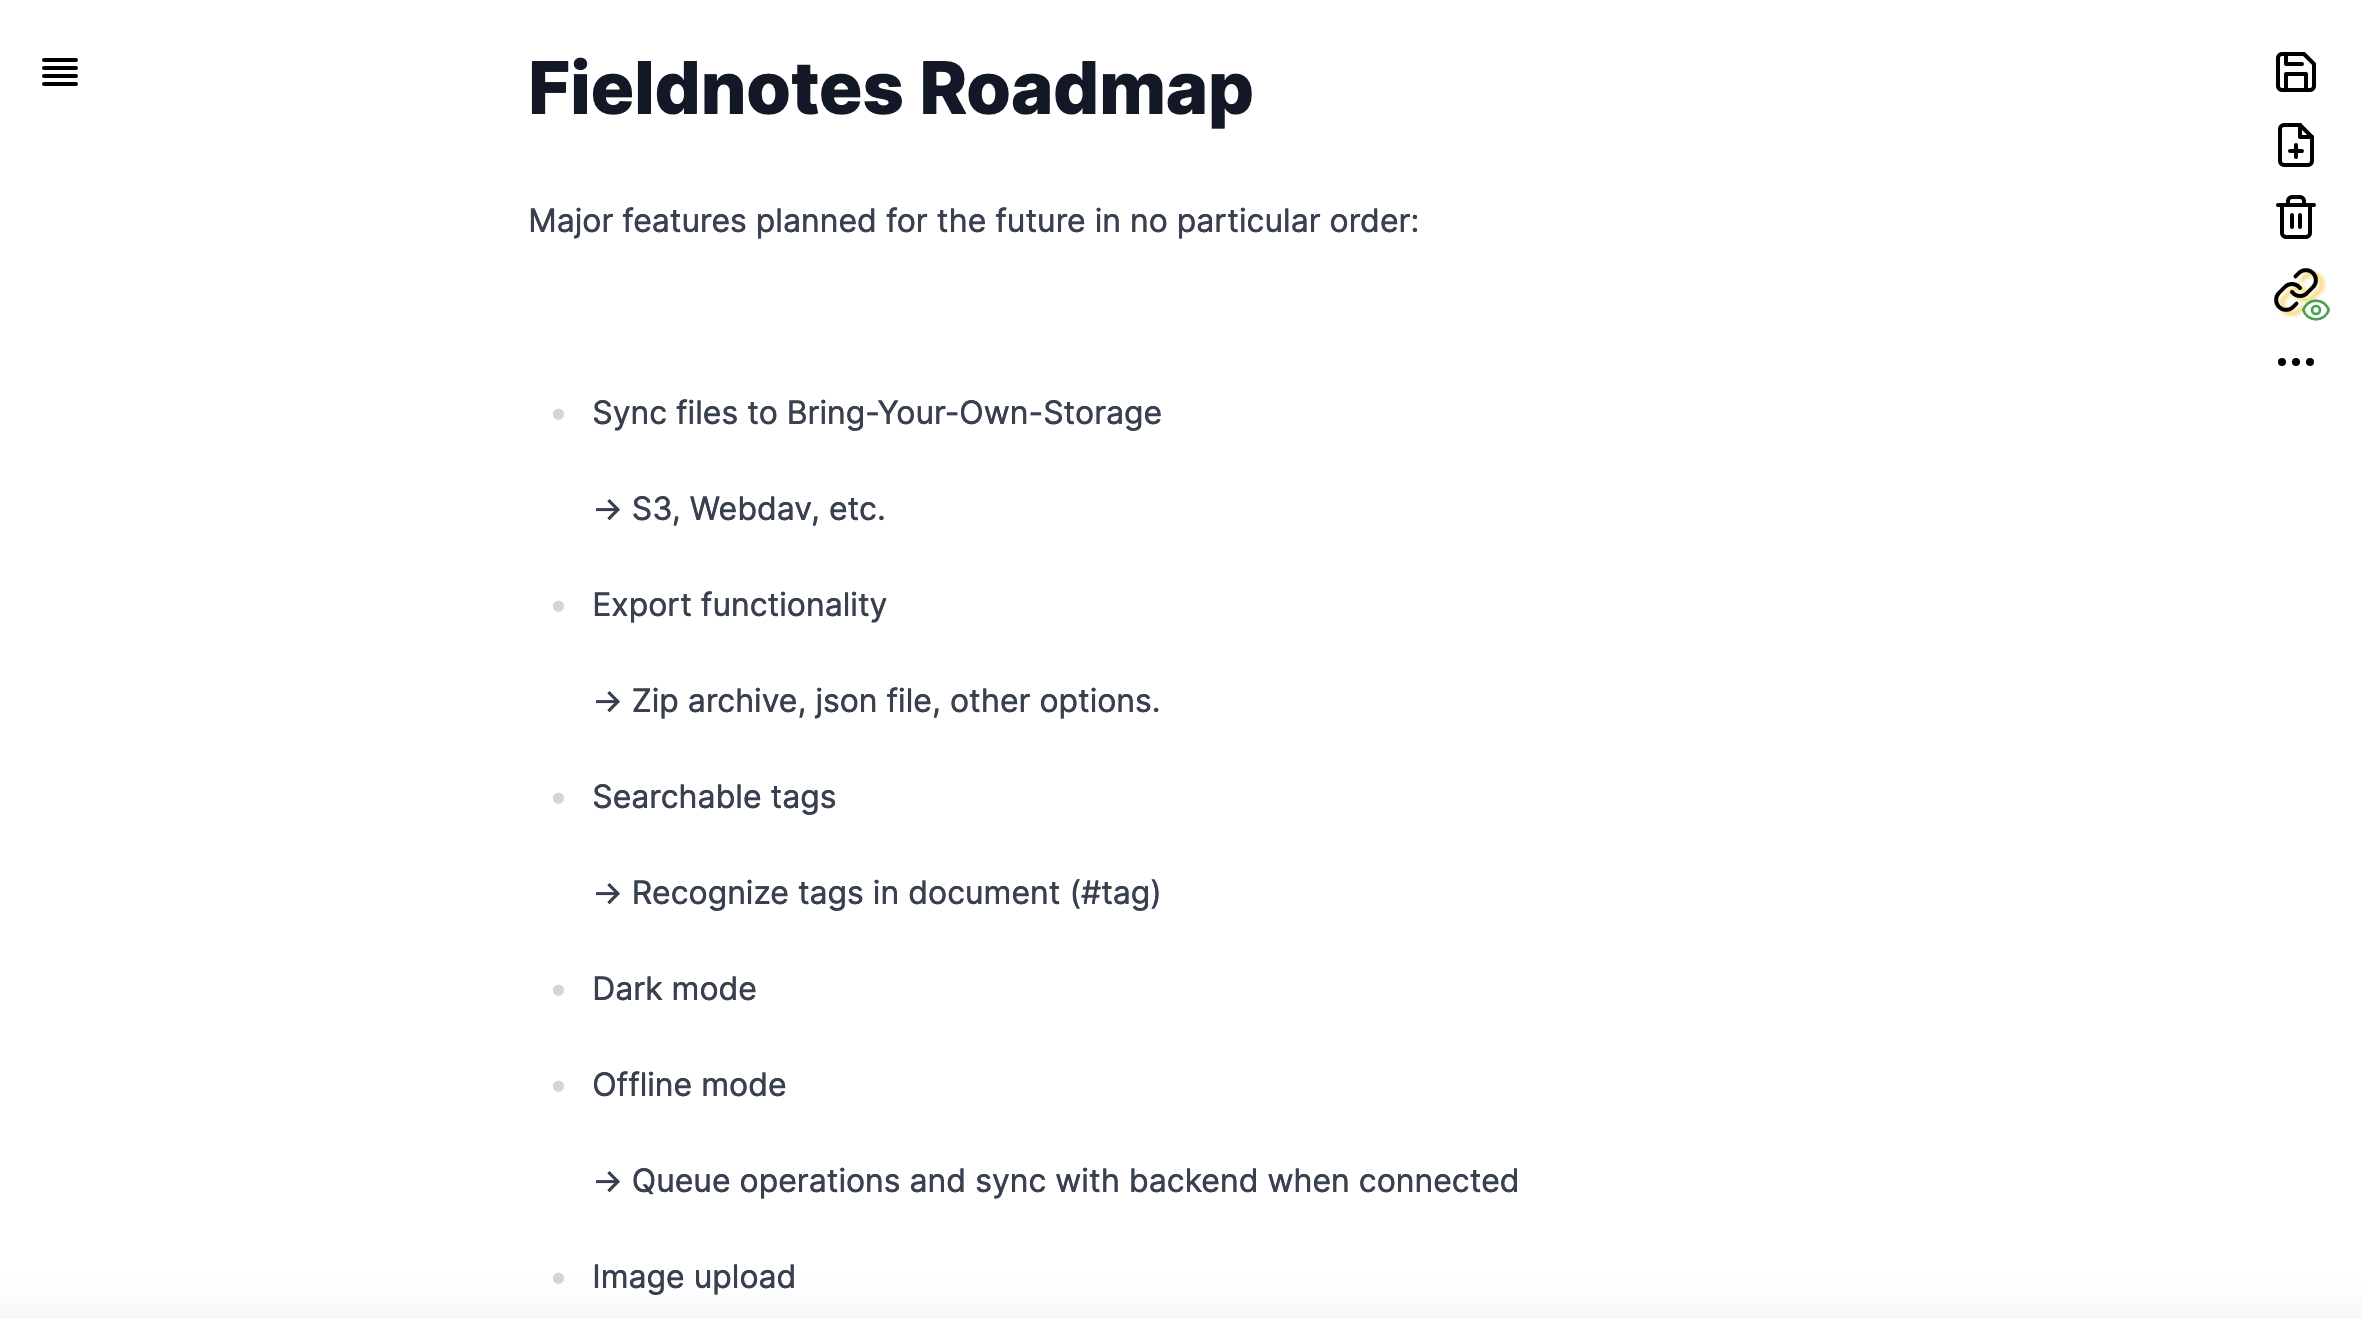 Fieldnotes Roadmap
Major features planned for the future in no particular order:
Sync files to Bring-Your-Own-Storage
→ S3, Webdav, etc.
Export functionality
→ Zip archive, json file, other options.
Searchable tags
→ Recognize tags in document (#tag)
Dark mode
Offline mode
→ Queue operations and sync with backend when connected
Image upload